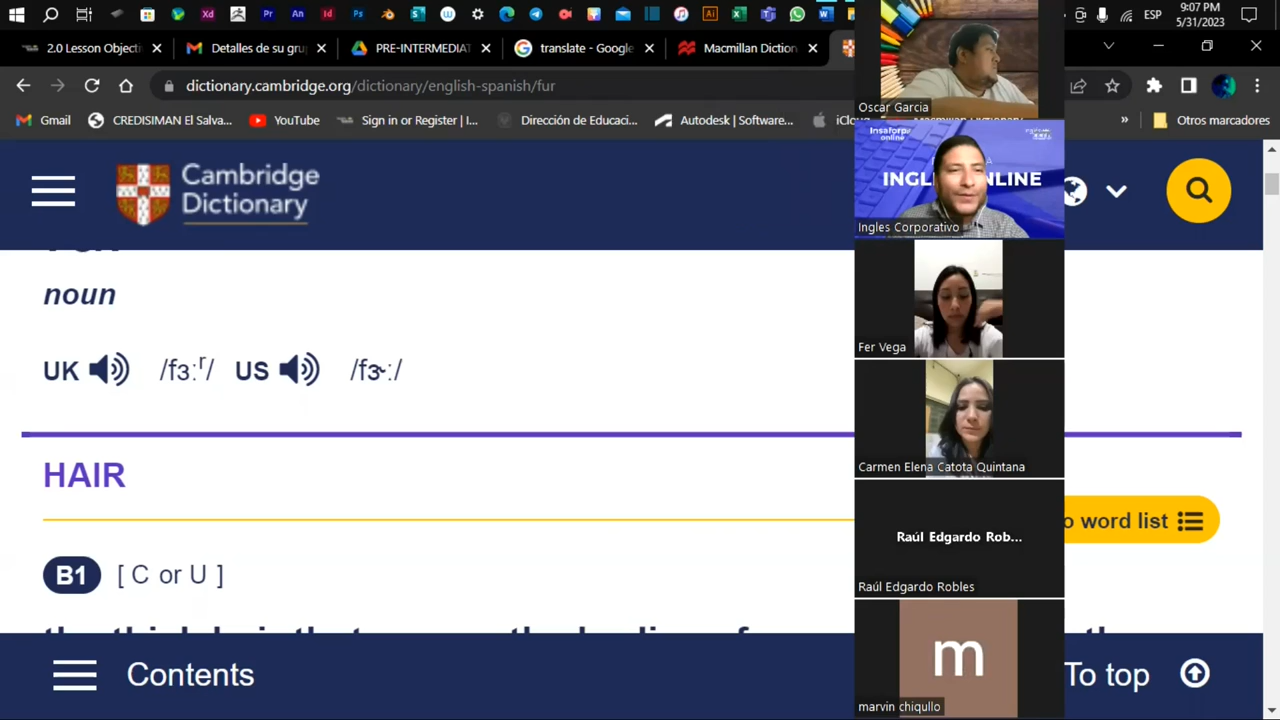 9:07 PM
ESP
5/31/2023
2.0 Lesson Objecti
Detalles de su gru
PRE-INTERMEDIAT
translate - Google
Macmillan Diction
dictionary.cambridge.org/dictionary/english-spanish/fur
Gmail
CREDISIMAN El Salva...
YouTube
Sign in or Register | I...
Dirección de Educaci...
Autodesk | Software...
Otros marcadores
Cambridge
Dictionary
noun
UK /fɜːʳ/ US /fɝː/
HAIR
o word list
B1 [ C or U ]
Contents
To top
Oscar Garcia
Insaforp
online
Ingles Corporativo
Fer Vega
Carmen Elena Catota Quintana
Raúl Edgardo Rob...
Raúl Edgardo Robles
m
marvin chiqullo